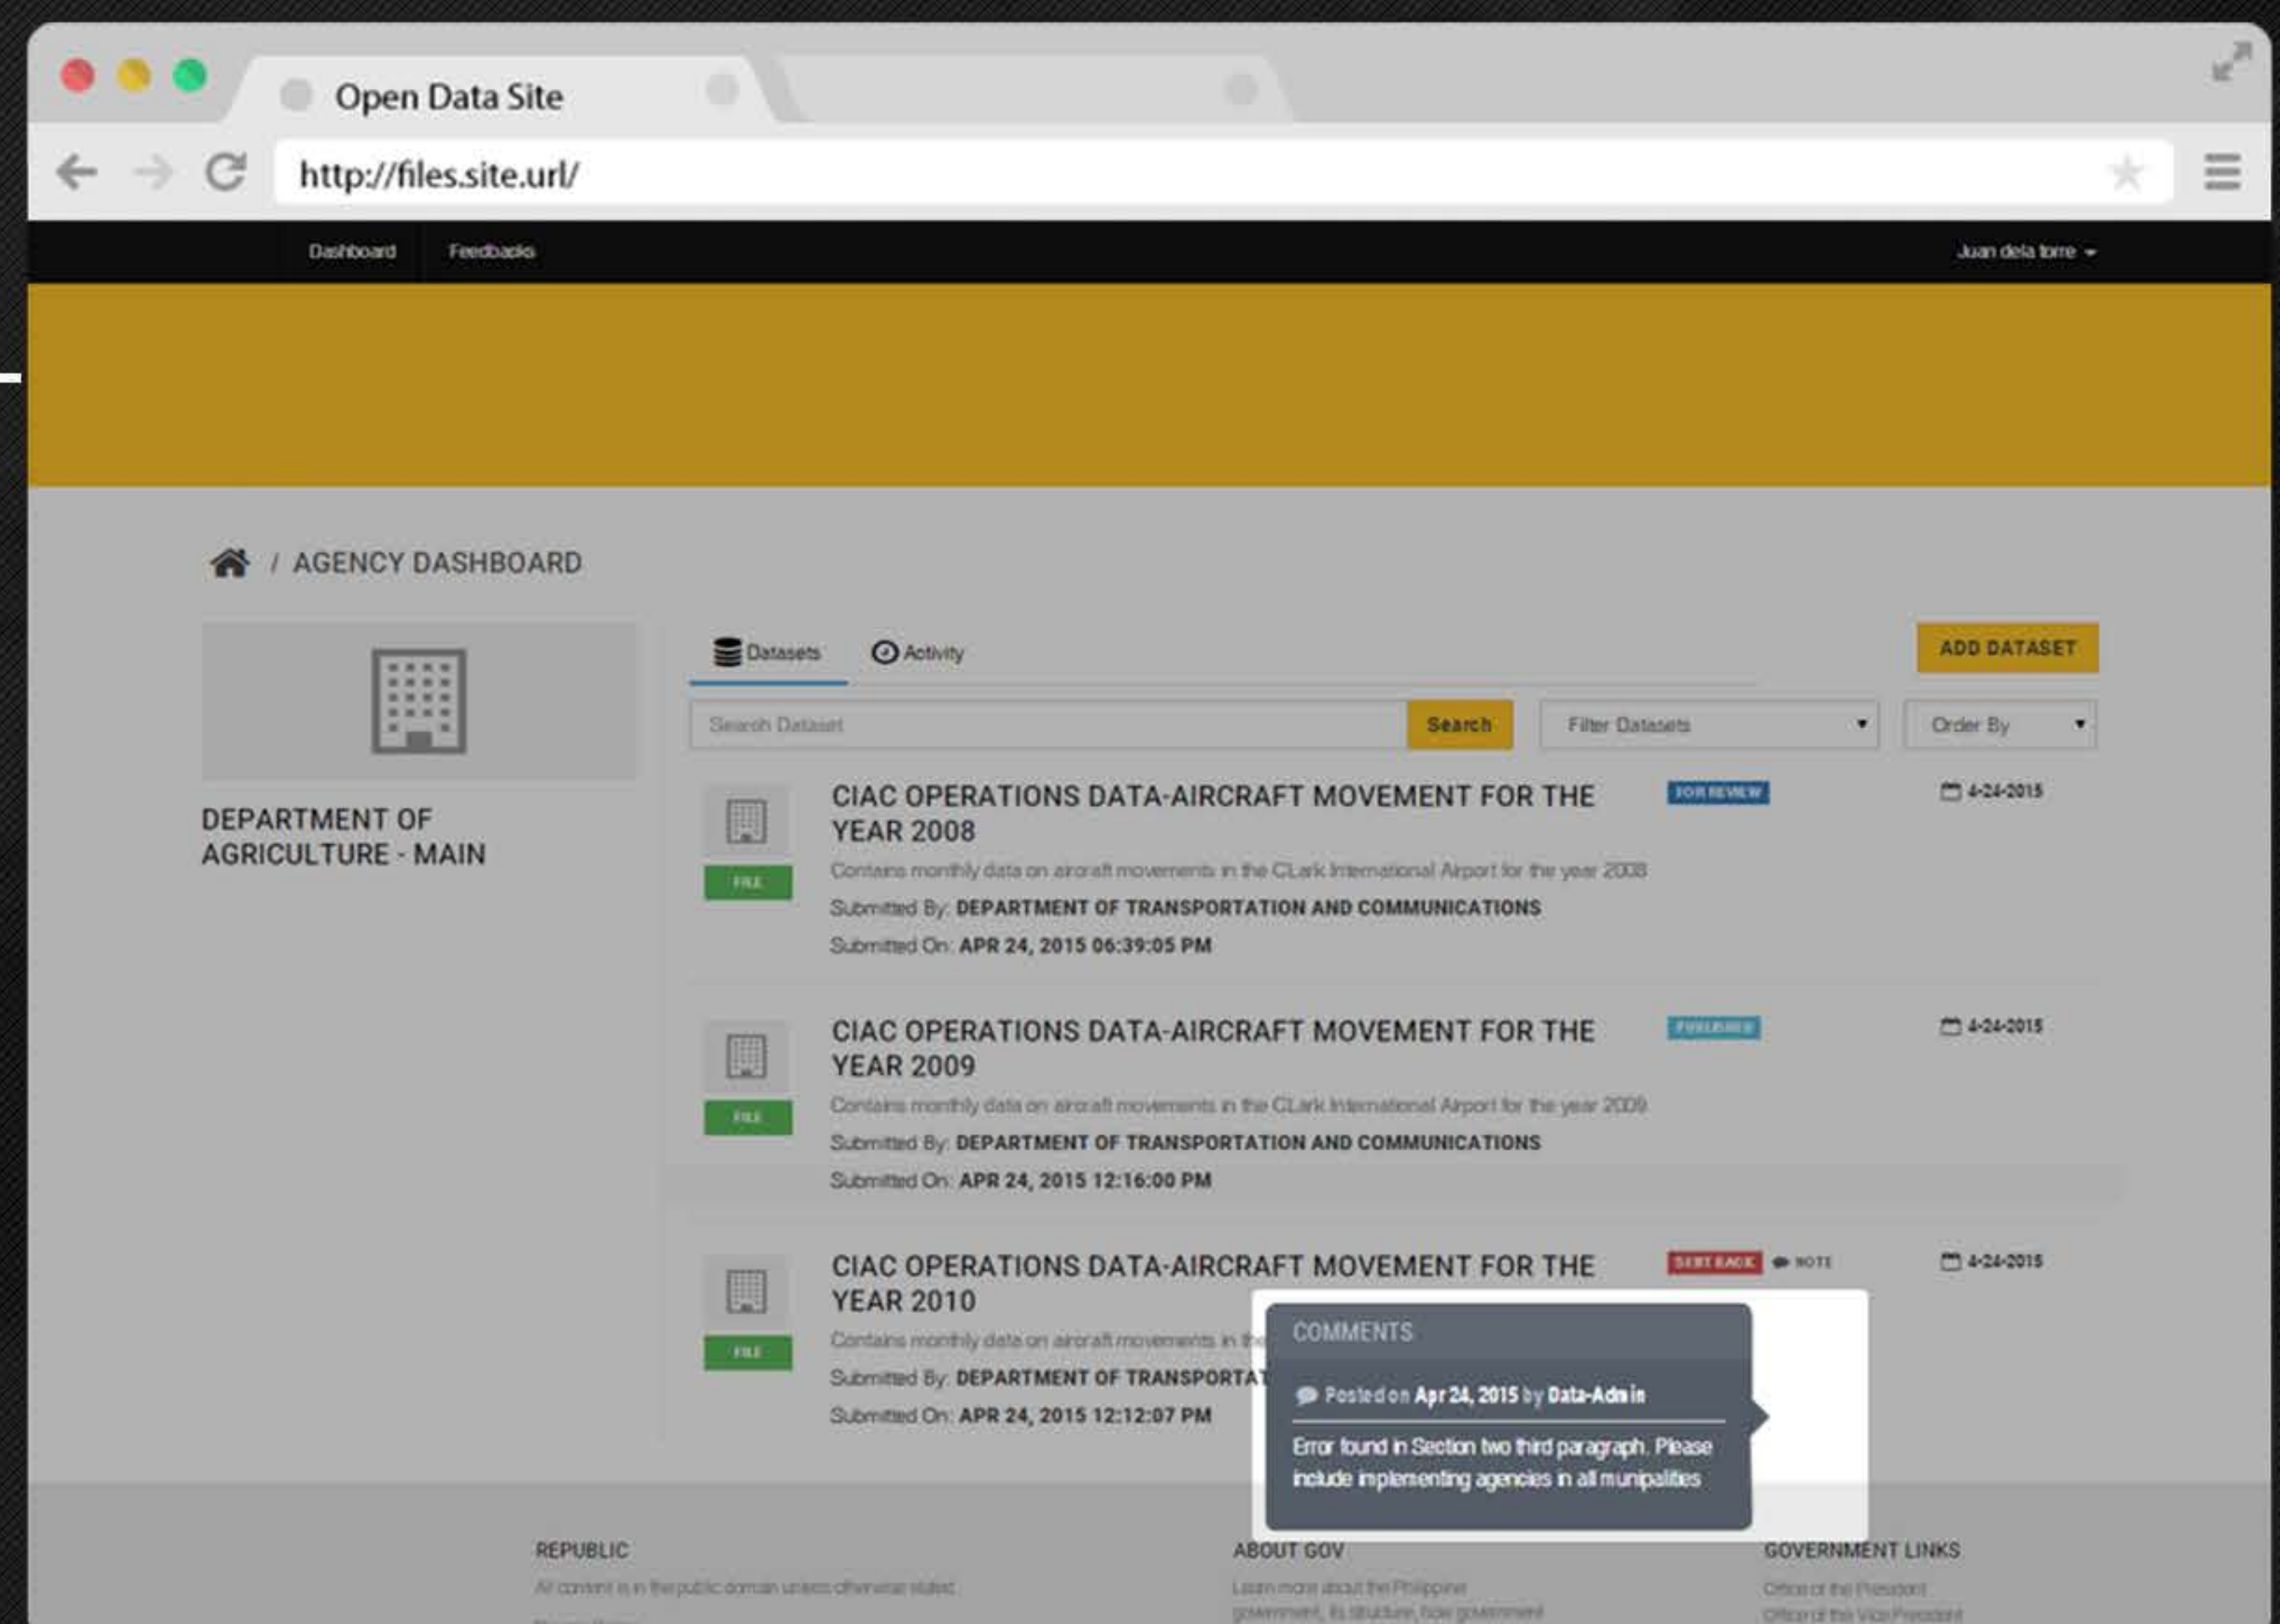 Open Data Site
http://files.site.url/
Dashboard Feedbacks Juan dela torre
/ AGENCY DASHBOARD
DEPARTMENT OF
AGRICULTURE - MAIN
Datasets Activity ADD DATASET
Search Dataset Search Filter Datasets Order By
CIAC OPERATIONS DATA-AIRCRAFT MOVEMENT FOR THE
YEAR 2008
FOR REVIEW 4-24-2015
FILE
Contains monthly data on aircraft movements in the CLark International Airport for the year 2008
Submitted By: DEPARTMENT OF TRANSPORTATION AND COMMUNICATIONS
Submitted On: APR 24, 2015 06:39:05 PM
CIAC OPERATIONS DATA-AIRCRAFT MOVEMENT FOR THE
YEAR 2009
PUBLISHED 4-24-2015
FILE
Contains monthly data on aircraft movements in the CLark International Airport for the year 2009
Submitted By: DEPARTMENT OF TRANSPORTATION AND COMMUNICATIONS
Submitted On: APR 24, 2015 12:16:00 PM
CIAC OPERATIONS DATA-AIRCRAFT MOVEMENT FOR THE
YEAR 2010
SENT BACK NOTE 4-24-2015
FILE
Contains monthly data on aircraft movements in the
Submitted By: DEPARTMENT OF TRANSPORTAT
Submitted On: APR 24, 2015 12:12:07 PM
COMMENTS
Posted on Apr 24, 2015 by Data-Admin
Error found in Section two third paragraph. Please
include implementing agencies in all munipalities
REPUBLIC
All content is in the public domain unless otherwise stated.
ABOUT GOV
Learn more about the Philippine
government, its structure, how government
GOVERNMENT LINKS
Office of the President
Office of the Vice President